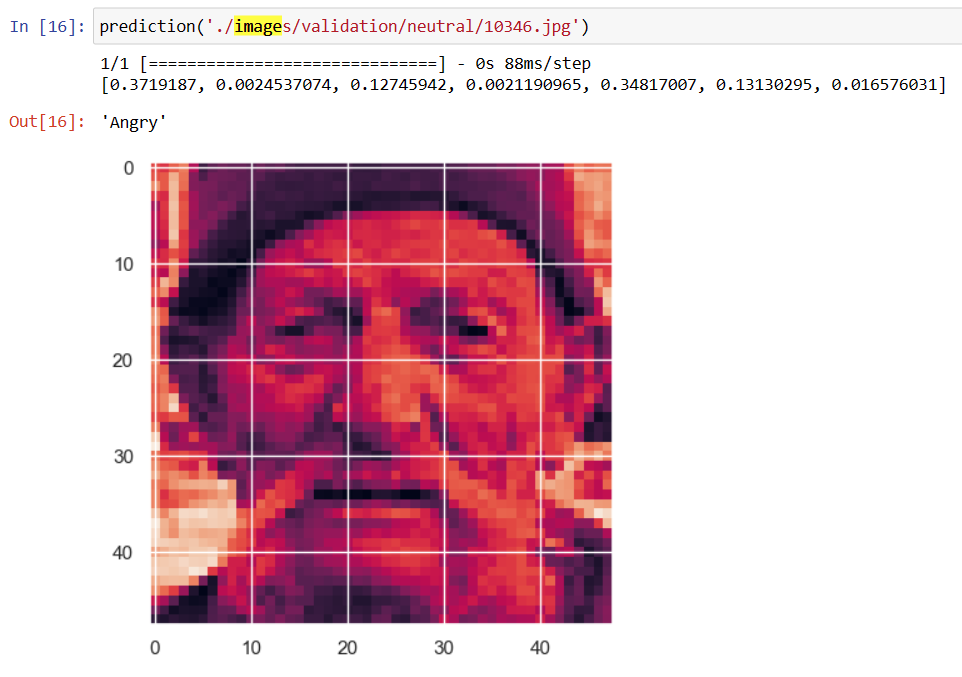 In [16]: prediction('./images/validation/neutral/10346.jpg')
1/1 [==============================] - 0s 88ms/step
[0.3719187, 0.0024537074, 0.12745942, 0.0021190965, 0.34817007, 0.13130295, 0.016576031]
Out[16]: 'Angry'
0
10
20
30
40
0 10 20 30 40